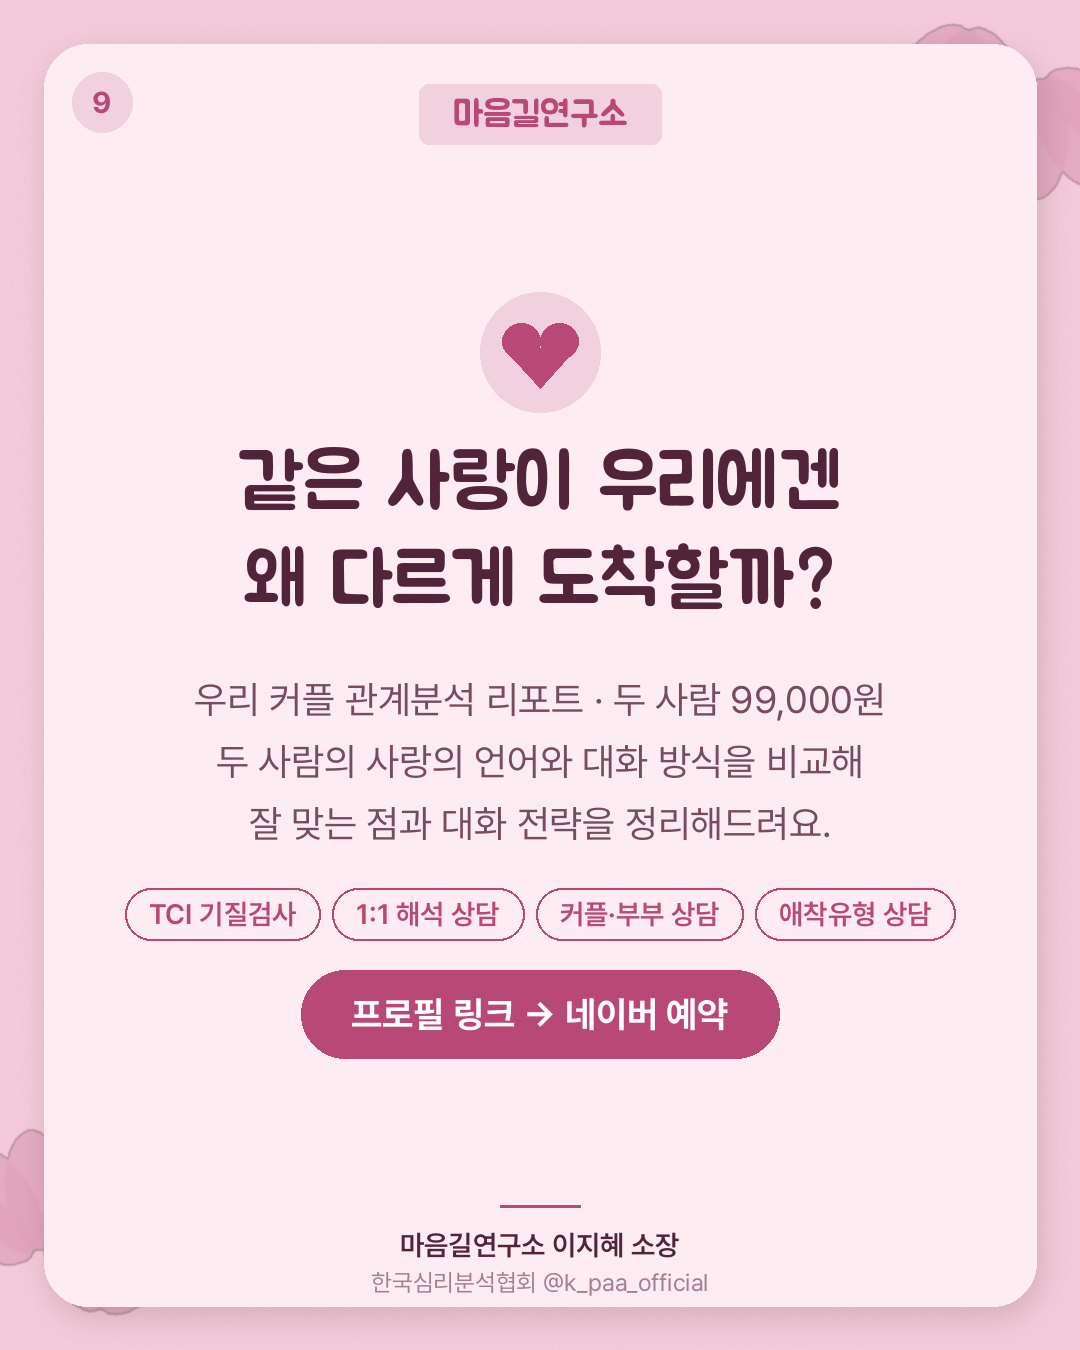 9
마음길연구소
같은 사랑이 우리에겐
왜 다르게 도착할까?
우리 커플 관계분석 리포트 · 두 사람 99,000원
두 사람의 사랑의 언어와 대화 방식을 비교해
잘 맞는 점과 대화 전략을 정리해드려요.
TCI 기질검사 1:1 해석 상담 커플·부부 상담 애착유형 상담
프로필 링크 → 네이버 예약
마음길연구소 이지혜 소장
한국심리분석협회 @k_paa_official